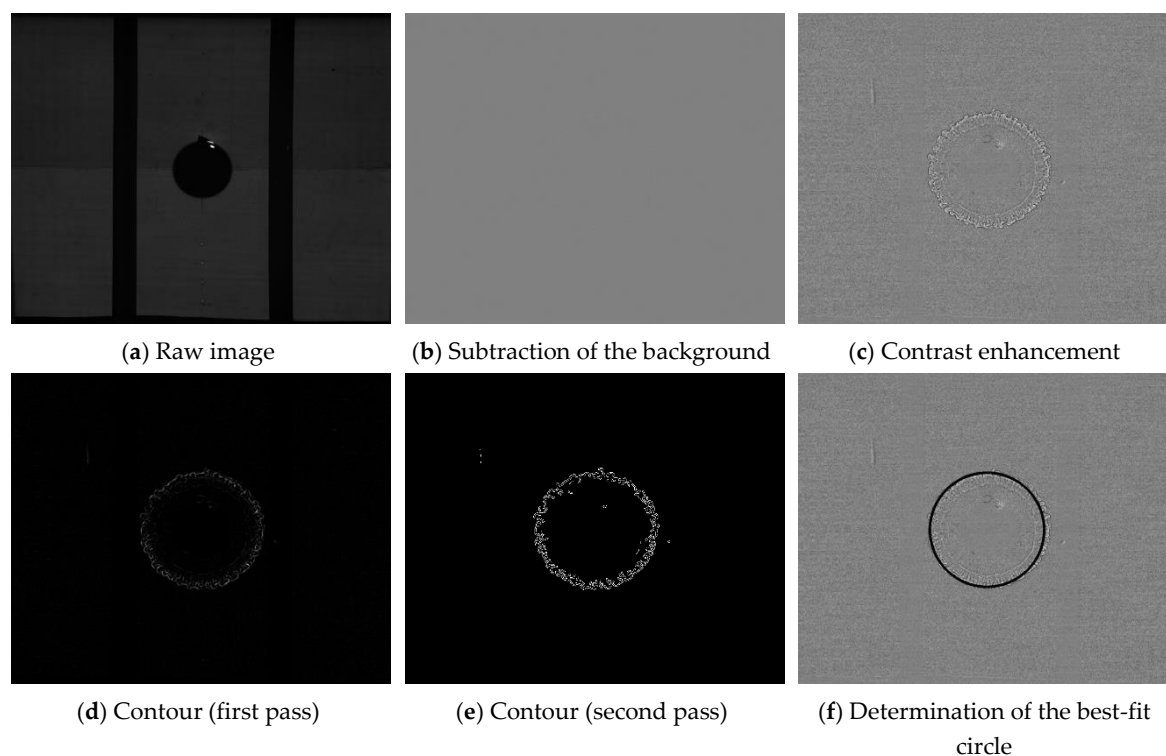 (a) Raw image
(b) Subtraction of the background
(c) Contrast enhancement
(d) Contour (first pass)
(e) Contour (second pass)
(f) Determination of the best-fit
circle